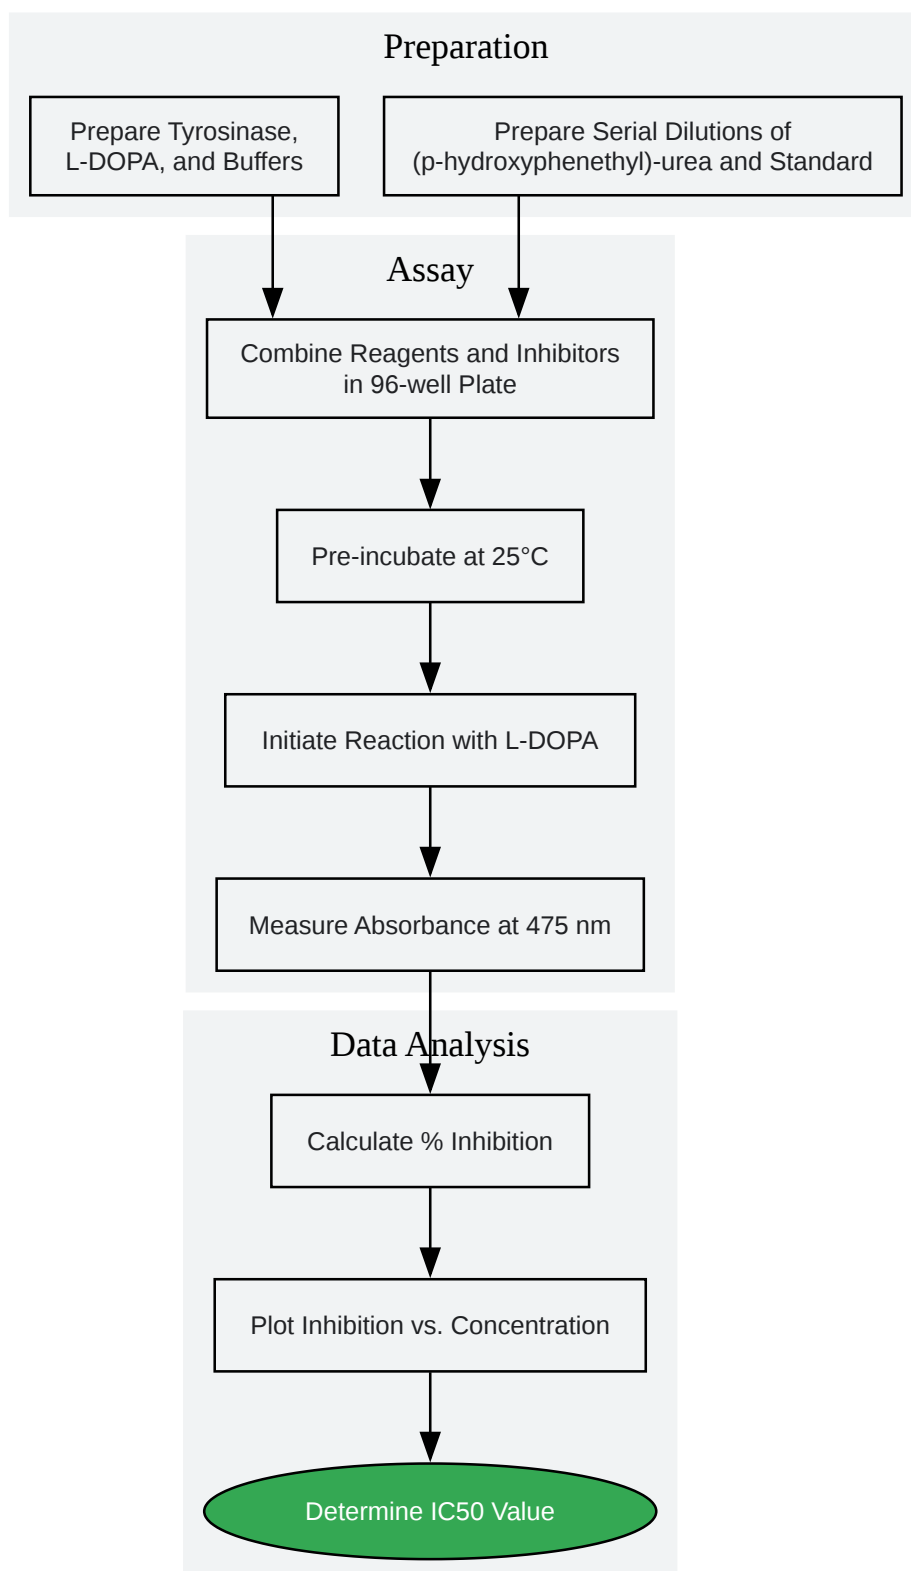 Preparation
Prepare Tyrosinase,
L-DOPA, and Buffers
Prepare Serial Dilutions of
(p-hydroxyphenethyl)-urea and Standard
Assay
Combine Reagents and Inhibitors
in 96-well Plate
Pre-incubate at 25°C
Initiate Reaction with L-DOPA
Measure Absorbance at 475 nm
Data Analysis
Calculate % Inhibition
Plot Inhibition vs. Concentration
Determine IC50 Value